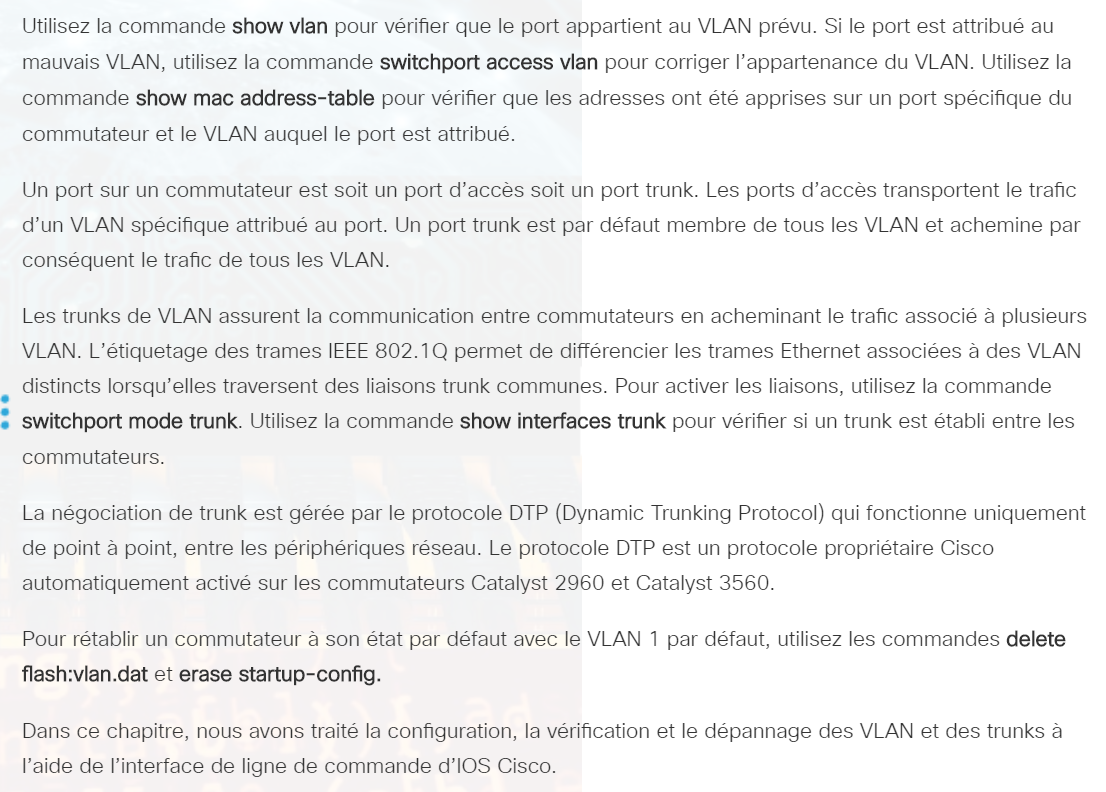 Utilisez la commande show vlan pour vérifier que le port appartient au VLAN prévu. Si le port est attribué au
mauvais VLAN, utilisez la commande switchport access vlan pour corriger l’appartenance du VLAN. Utilisez la
commande show mac address-table pour vérifier que les adresses ont été apprises sur un port spécifique du
commutateur et le VLAN auquel le port est attribué.
Un port sur un commutateur est soit un port d’accès soit un port trunk. Les ports d’accès transportent le trafic
d’un VLAN spécifique attribué au port. Un port trunk est par défaut membre de tous les VLAN et achemine par
conséquent le trafic de tous les VLAN.
Les trunks de VLAN assurent la communication entre commutateurs en acheminant le trafic associé à plusieurs
VLAN. L’étiquetage des trames IEEE 802.1Q permet de différencier les trames Ethernet associées à des VLAN
distincts lorsqu’elles traversent des liaisons trunk communes. Pour activer les liaisons, utilisez la commande
switchport mode trunk. Utilisez la commande show interfaces trunk pour vérifier si un trunk est établi entre les
commutateurs.
La négociation de trunk est gérée par le protocole DTP (Dynamic Trunking Protocol) qui fonctionne uniquement
de point à point, entre les périphériques réseau. Le protocole DTP est un protocole propriétaire Cisco
automatiquement activé sur les commutateurs Catalyst 2960 et Catalyst 3560.
Pour rétablir un commutateur à son état par défaut avec le VLAN 1 par défaut, utilisez les commandes delete
flash:vlan.dat et erase startup-config.
Dans ce chapitre, nous avons traité la configuration, la vérification et le dépannage des VLAN et des trunks à
l’aide de l’interface de ligne de commande d’IOS Cisco.